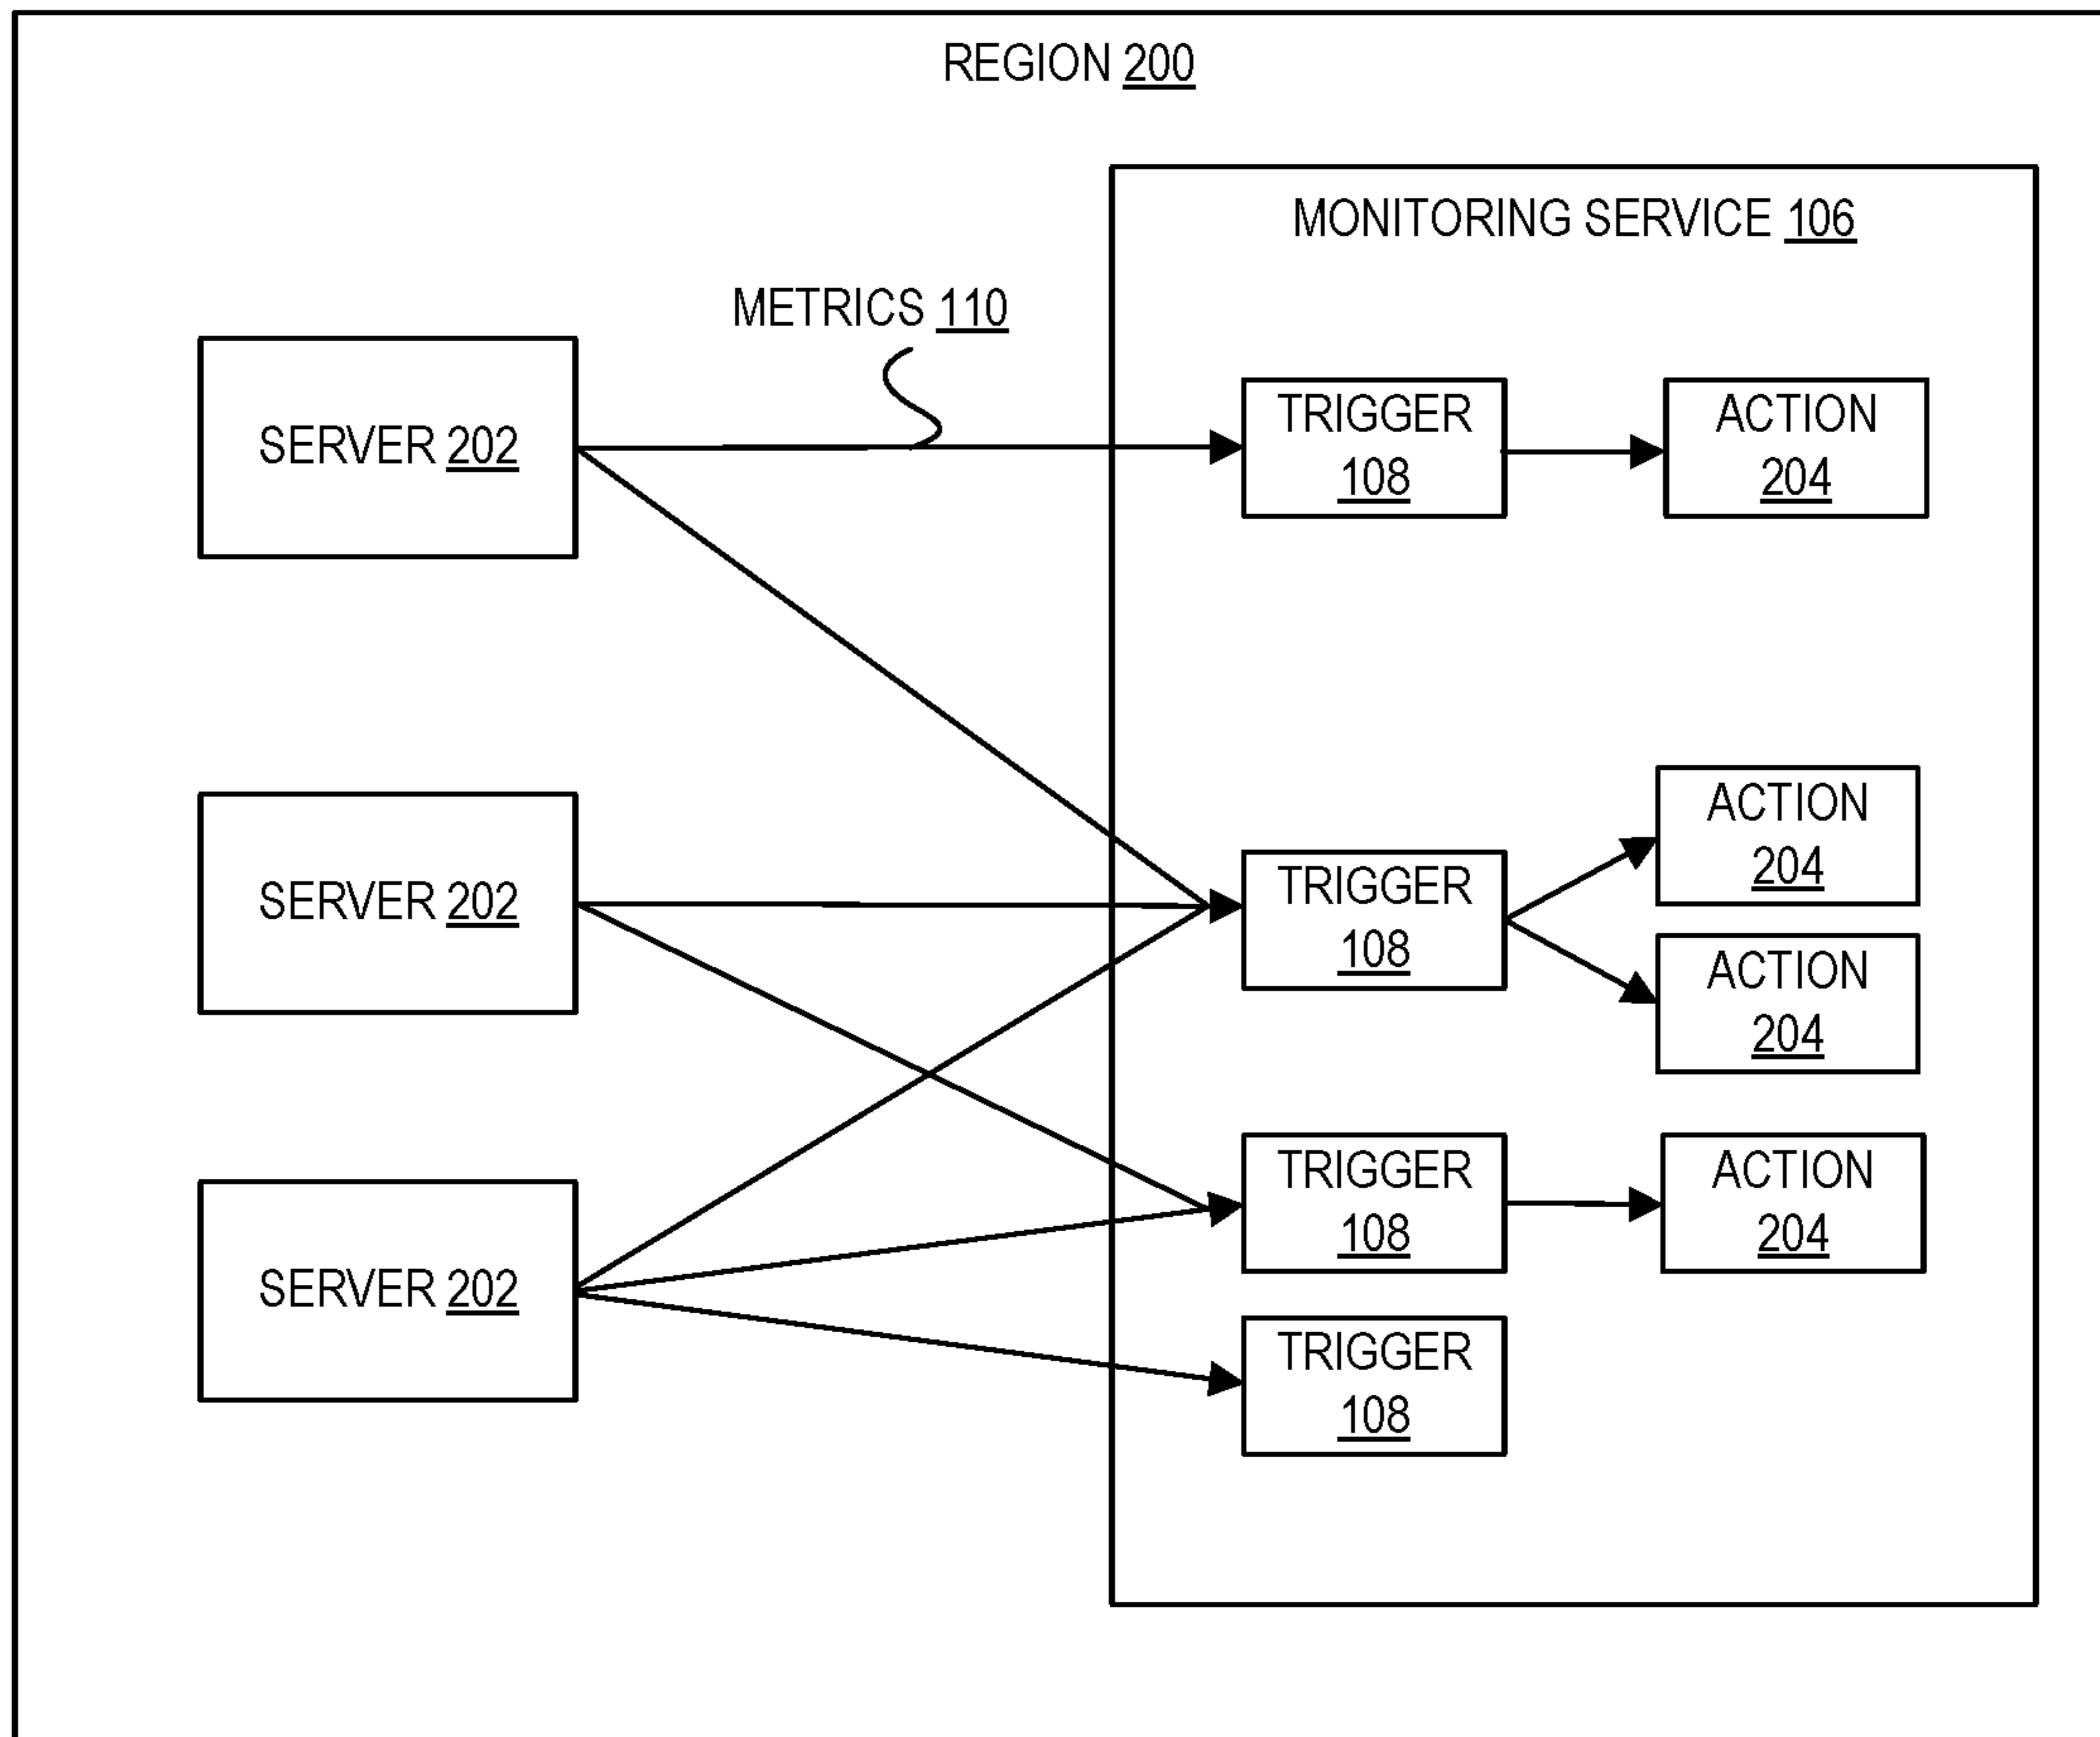 REGION 200
MONITORING SERVICE 106
METRICS 110
SERVER 202
TRIGGER
108
ACTION
204
SERVER 202
TRIGGER
108
ACTION
204
ACTION
204
SERVER 202
TRIGGER
108
ACTION
204
TRIGGER
108